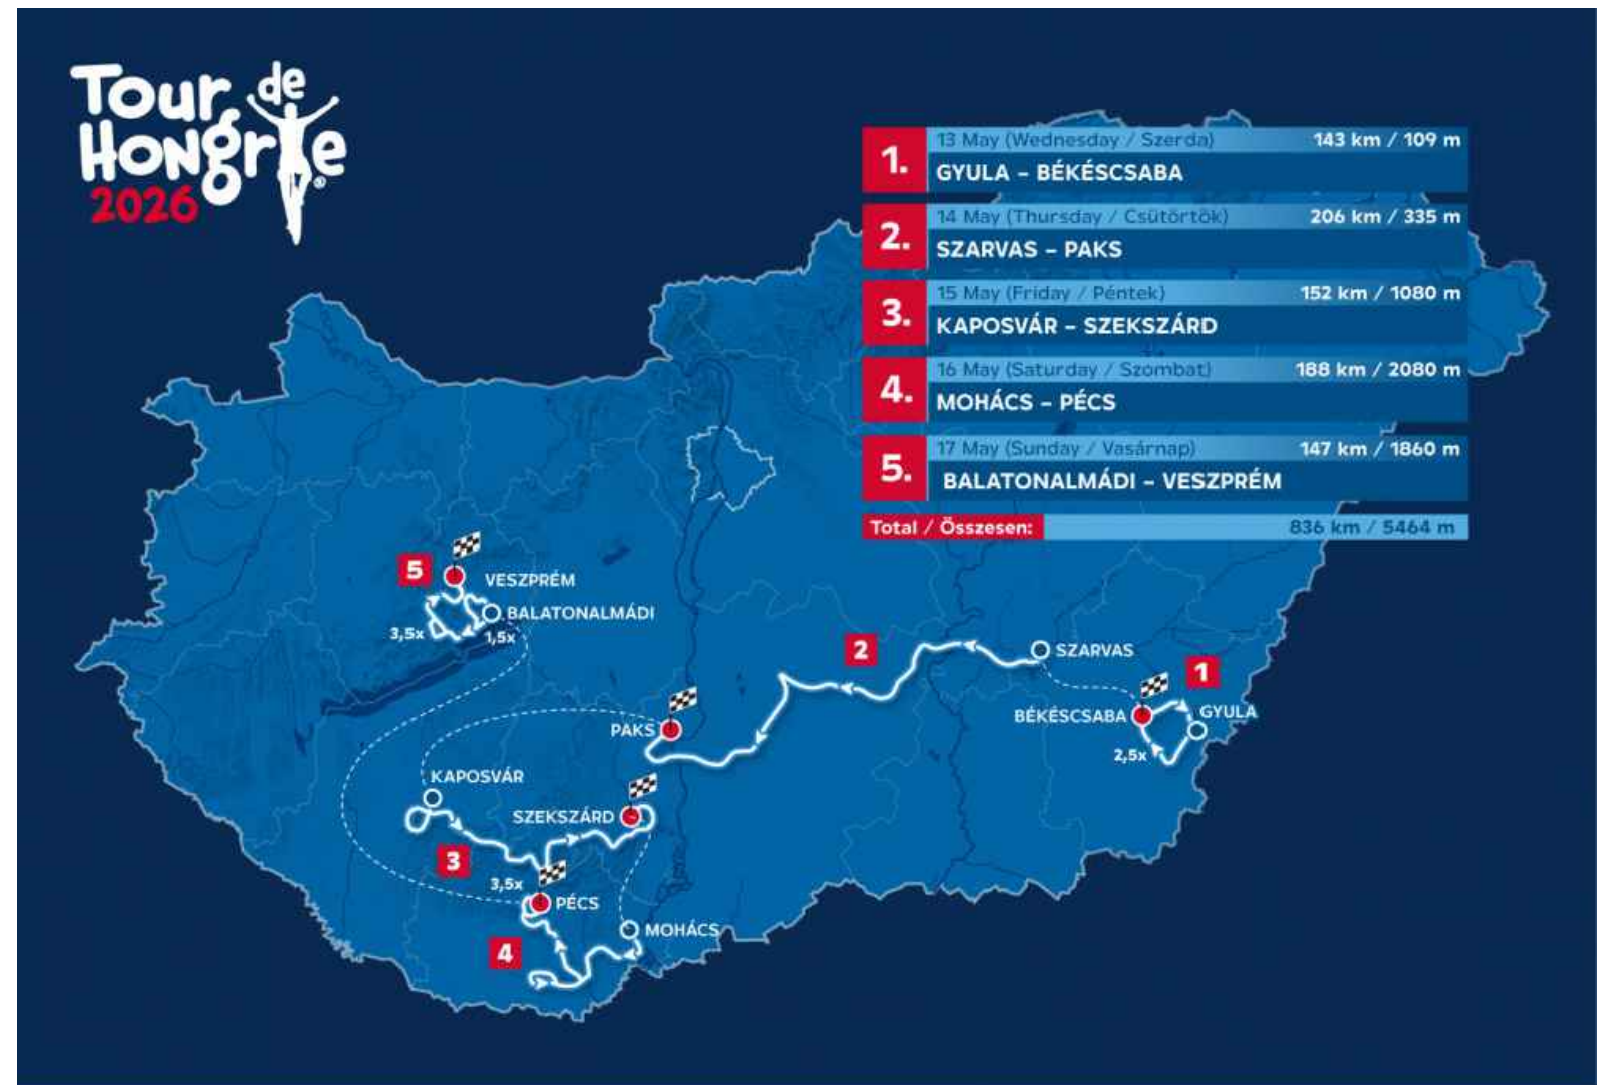 Tour de
Hongrie
2026
1.
13 May (Wednesday / Szerda) 143 km / 109 m
GYULA – BÉKÉSCSABA
2.
14 May (Thursday / Csütörtök) 206 km / 335 m
SZARVAS – PAKS
3.
15 May (Friday / Péntek) 152 km / 1080 m
KAPOSVÁR – SZEKSZÁRD
4.
16 May (Saturday / Szombat) 188 km / 2080 m
MOHÁCS – PÉCS
5.
17 May (Sunday / Vasárnap) 147 km / 1860 m
BALATONALMÁDI – VESZPRÉM
Total / Összesen: 836 km / 5464 m
5
VESZPRÉM
BALATONALMÁDI
3,5x
1,5x
2
SZARVAS
1
BÉKÉSCSABA
GYULA
2,5x
PAKS
KAPOSVÁR
SZEKSZÁRD
3
3,5x
PÉCS
4
MOHÁCS